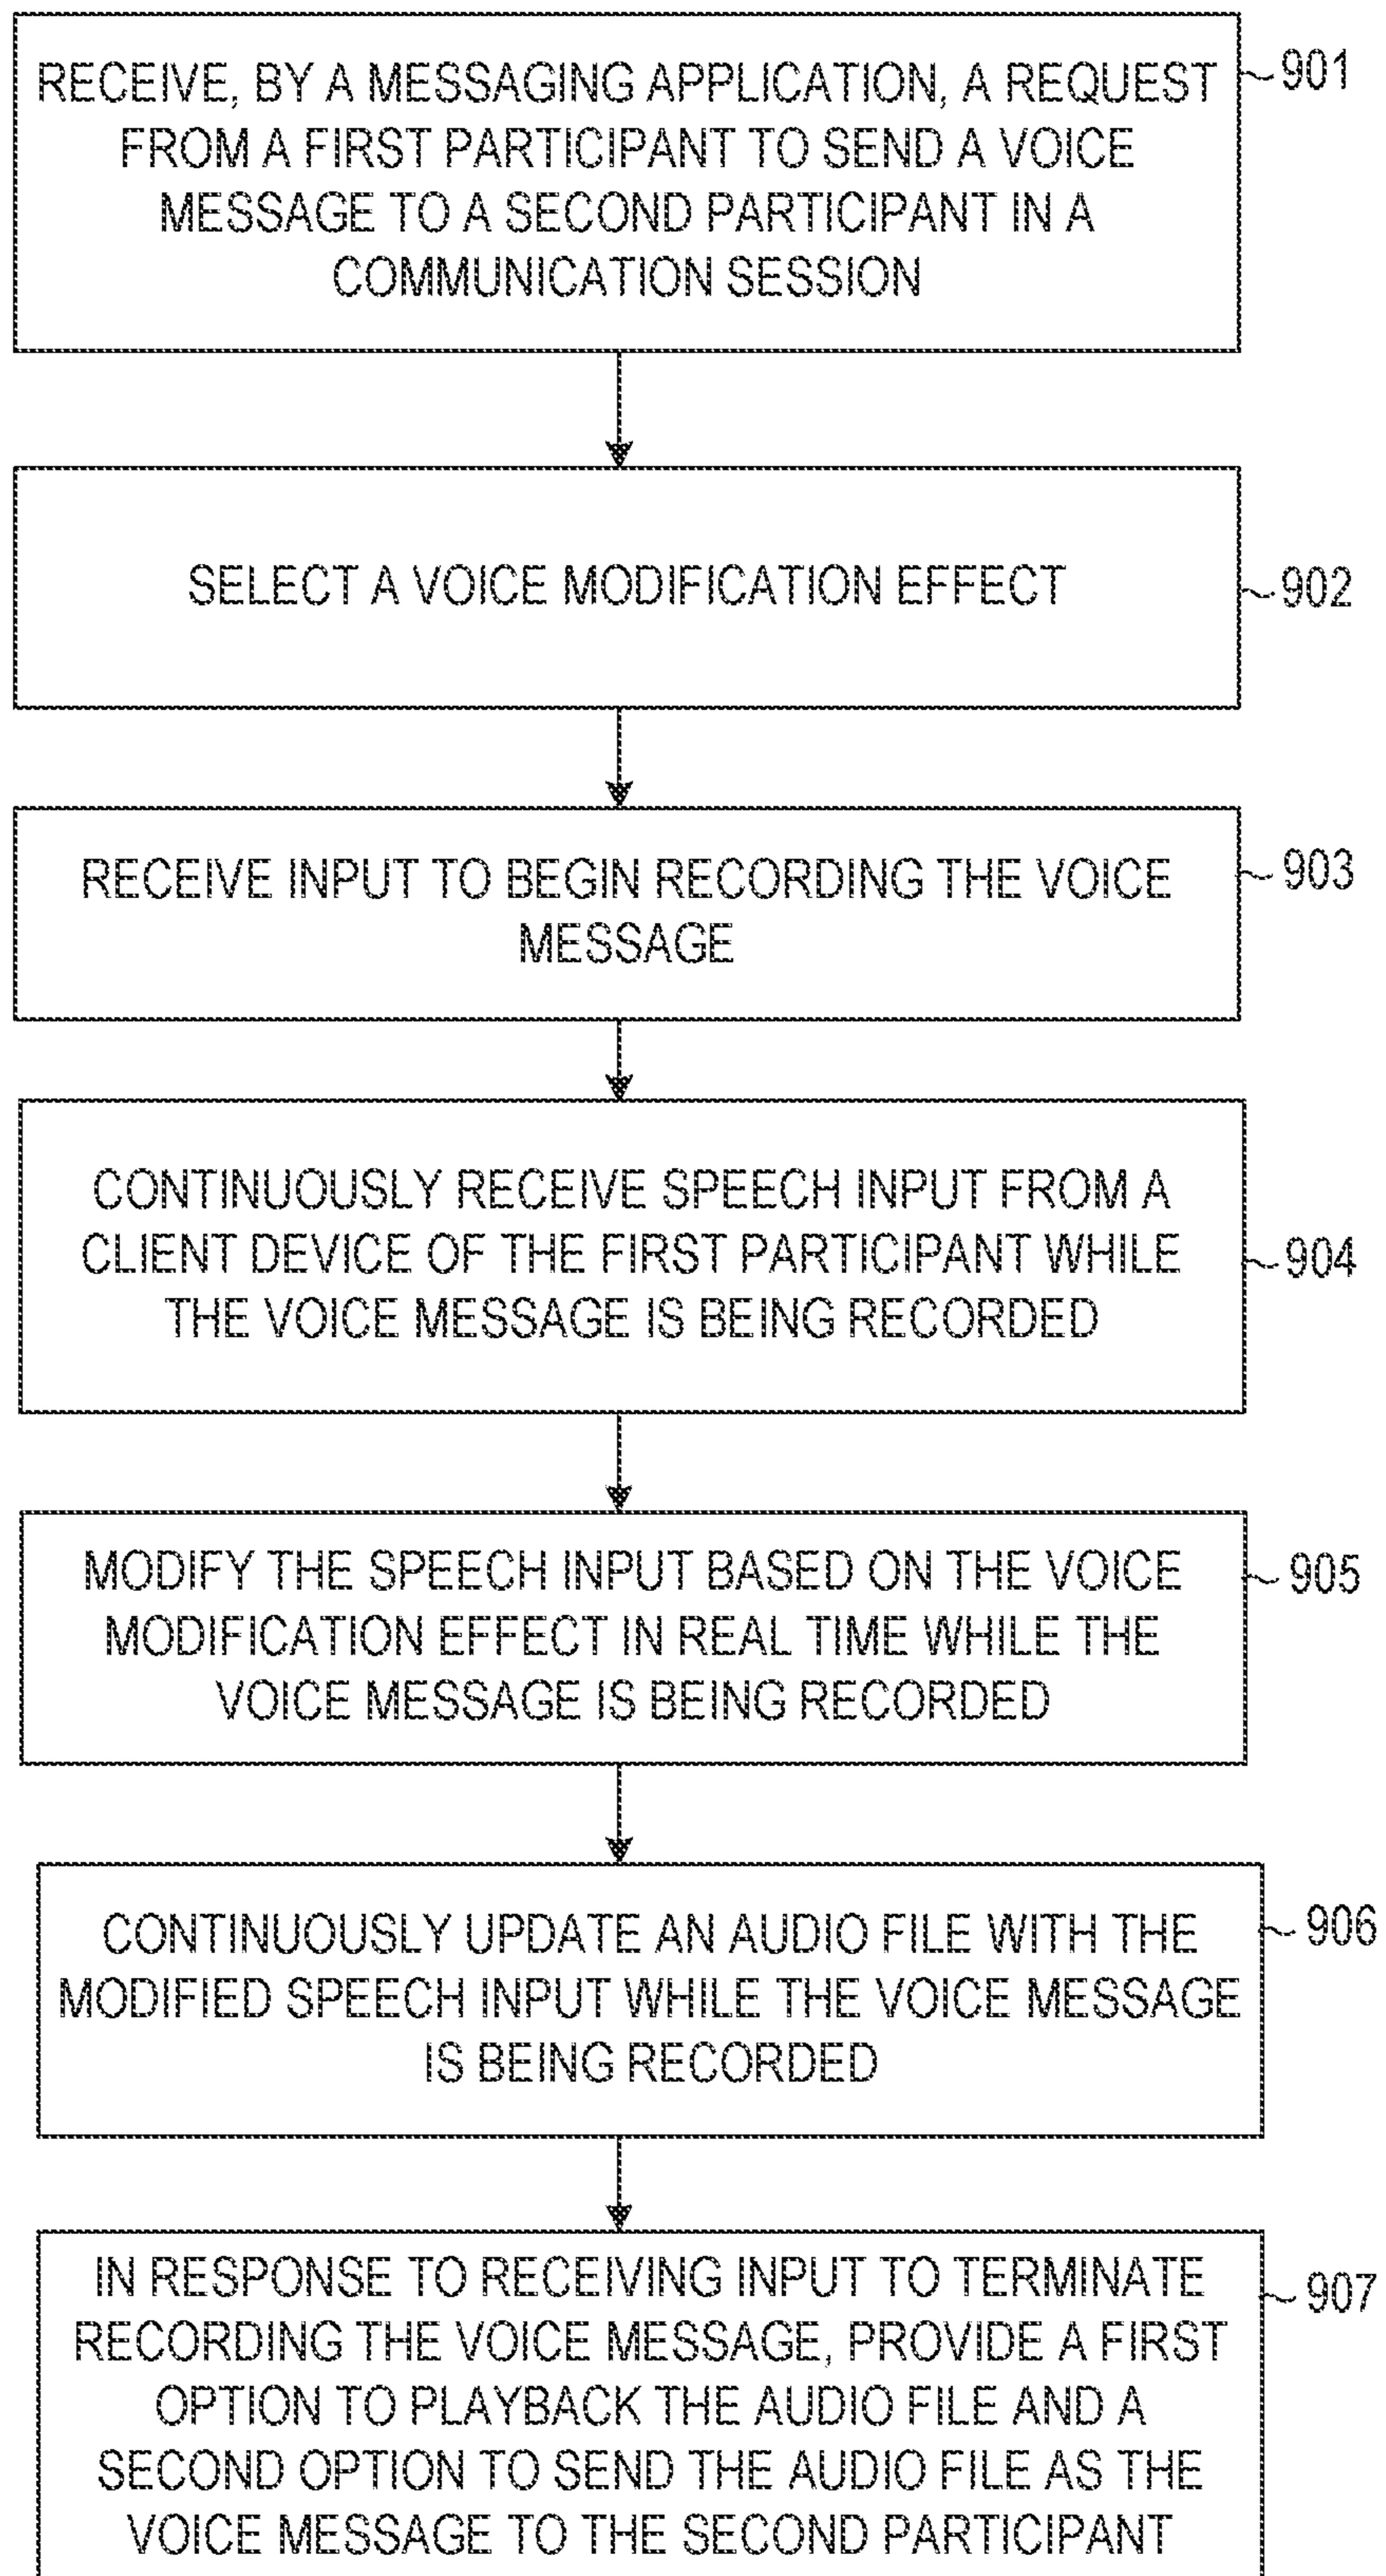 RECEIVE, BY A MESSAGING APPLICATION, A REQUEST
FROM A FIRST PARTICIPANT TO SEND A VOICE
MESSAGE TO A SECOND PARTICIPANT IN A
COMMUNICATION SESSION
901
SELECT A VOICE MODIFICATION EFFECT
902
RECEIVE INPUT TO BEGIN RECORDING THE VOICE
MESSAGE
903
CONTINUOUSLY RECEIVE SPEECH INPUT FROM A
CLIENT DEVICE OF THE FIRST PARTICIPANT WHILE
THE VOICE MESSAGE IS BEING RECORDED
904
MODIFY THE SPEECH INPUT BASED ON THE VOICE
MODIFICATION EFFECT IN REAL TIME WHILE THE
VOICE MESSAGE IS BEING RECORDED
905
CONTINUOUSLY UPDATE AN AUDIO FILE WITH THE
MODIFIED SPEECH INPUT WHILE THE VOICE MESSAGE
IS BEING RECORDED
906
IN RESPONSE TO RECEIVING INPUT TO TERMINATE
RECORDING THE VOICE MESSAGE, PROVIDE A FIRST
OPTION TO PLAYBACK THE AUDIO FILE AND A
SECOND OPTION TO SEND THE AUDIO FILE AS THE
VOICE MESSAGE TO THE SECOND PARTICIPANT
907